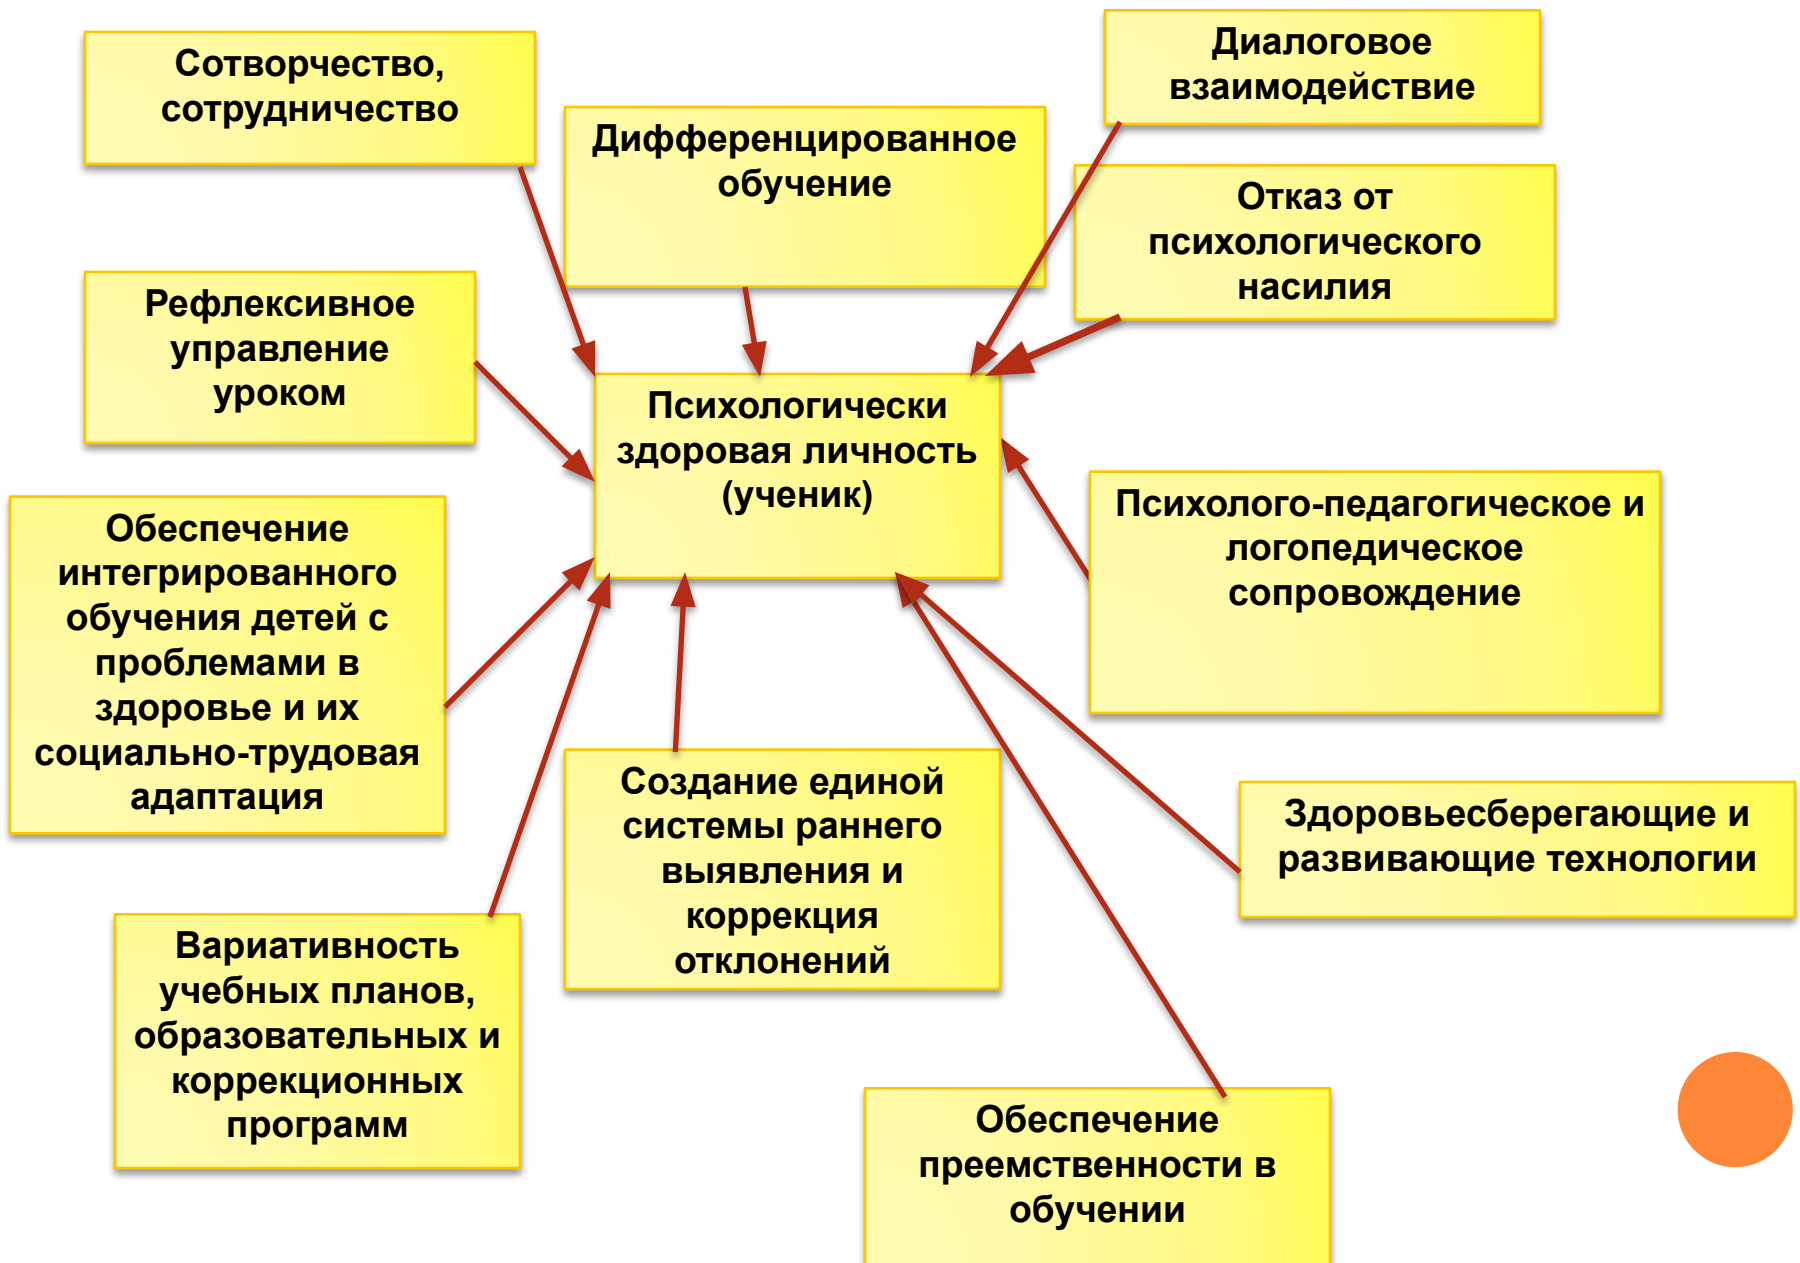 Сотворчество,
сотрудничество
Дифференцированное
обучение
Диалоговое
взаимодействие
Отказ от
психологического
насилия
Рефлексивное
управление
уроком
Психологически
здоровая личность
(ученик)
Психолого-педагогическое и
логопедическое
сопровождение
Обеспечение
интегрированного
обучения детей с
проблемами в
здоровье и их
социально-трудовая
адаптация
Создание единой
системы раннего
выявления и
коррекция
отклонений
Здоровьесберегающие и
развивающие технологии
Вариативность
учебных планов,
образовательных и
коррекционных
программ
Обеспечение
преемственности в
обучении